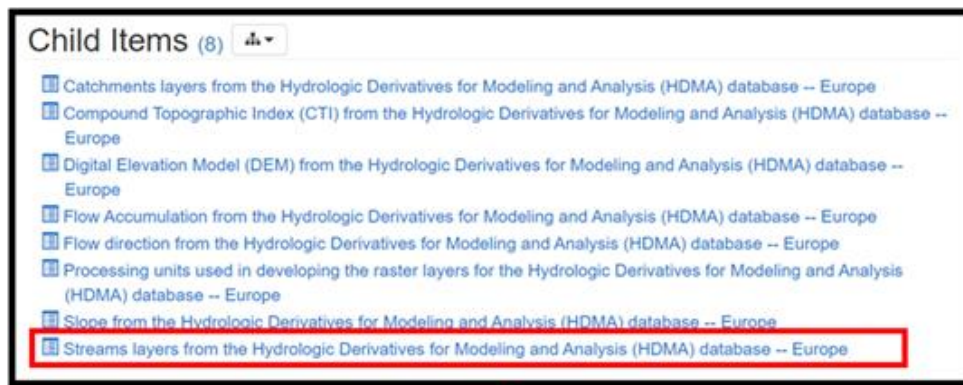 Child Items (8)
Catchments layers from the Hydrologic Derivatives for Modeling and Analysis (HDMA) database -- Europe
Compound Topographic Index (CTI) from the Hydrologic Derivatives for Modeling and Analysis (HDMA) database --
Europe
Digital Elevation Model (DEM) from the Hydrologic Derivatives for Modeling and Analysis (HDMA) database --
Europe
Flow Accumulation from the Hydrologic Derivatives for Modeling and Analysis (HDMA) database -- Europe
Flow direction from the Hydrologic Derivatives for Modeling and Analysis (HDMA) database -- Europe
Processing units used in developing the raster layers for the Hydrologic Derivatives for Modeling and Analysis
(HDMA) database -- Europe
Slope from the Hydrologic Derivatives for Modeling and Analysis (HDMA) database -- Europe
Streams layers from the Hydrologic Derivatives for Modeling and Analysis (HDMA) database -- Europe